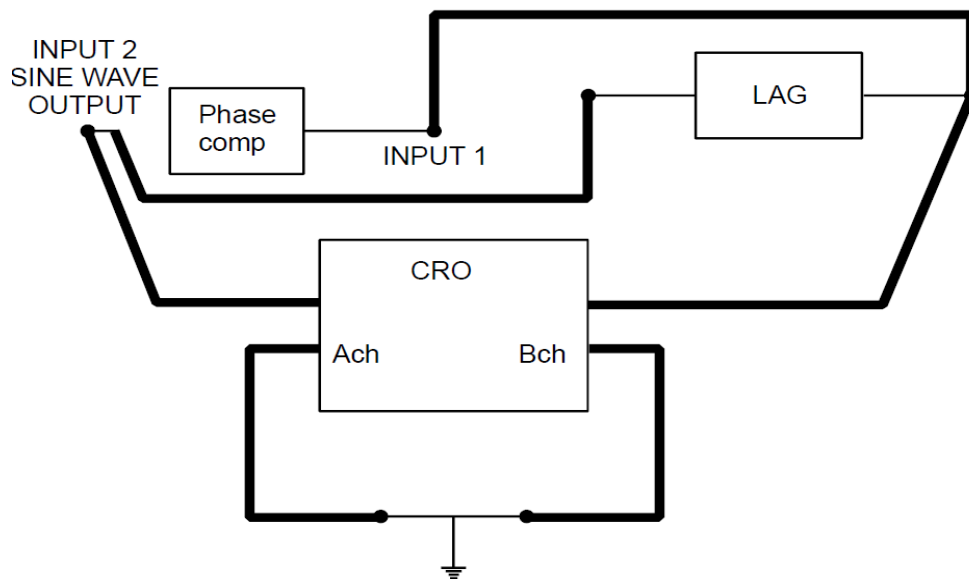 INPUT 2
SINE WAVE
OUTPUT
Phase
comp
INPUT 1
LAG
CRO
Ach
Bch